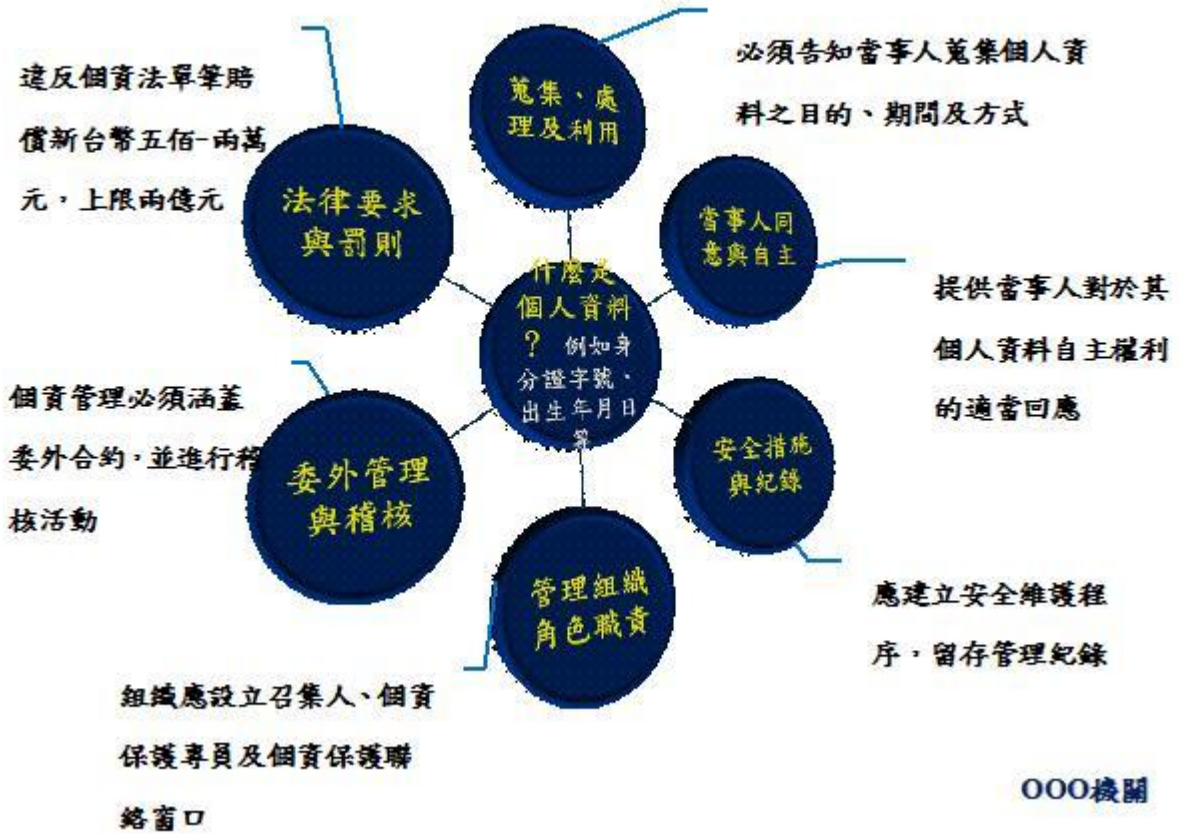 蒐集、處
理及利用
必須告知當事人蒐集個人資
料之目的、期間及方式
當事人同
意與自主
提供當事人對於其
個人資料自主權利
的適當回應
安全措施
與紀錄
應建立安全維護程
序，留存管理紀錄
管理組織
角色職責
組織應設立召集人、個資
保護專員及個資保護聯
絡窗口
委外管理
與稽核
個資管理必須涵蓋
委外合約，並進行稽
核活動
法律要求
與罰則
違反個資法單筆賠
償新台幣五佰-兩萬
元，上限兩億元
什麼是
個人資料
？ 例如身
分證字號、
出生年月日
等
OOO機關